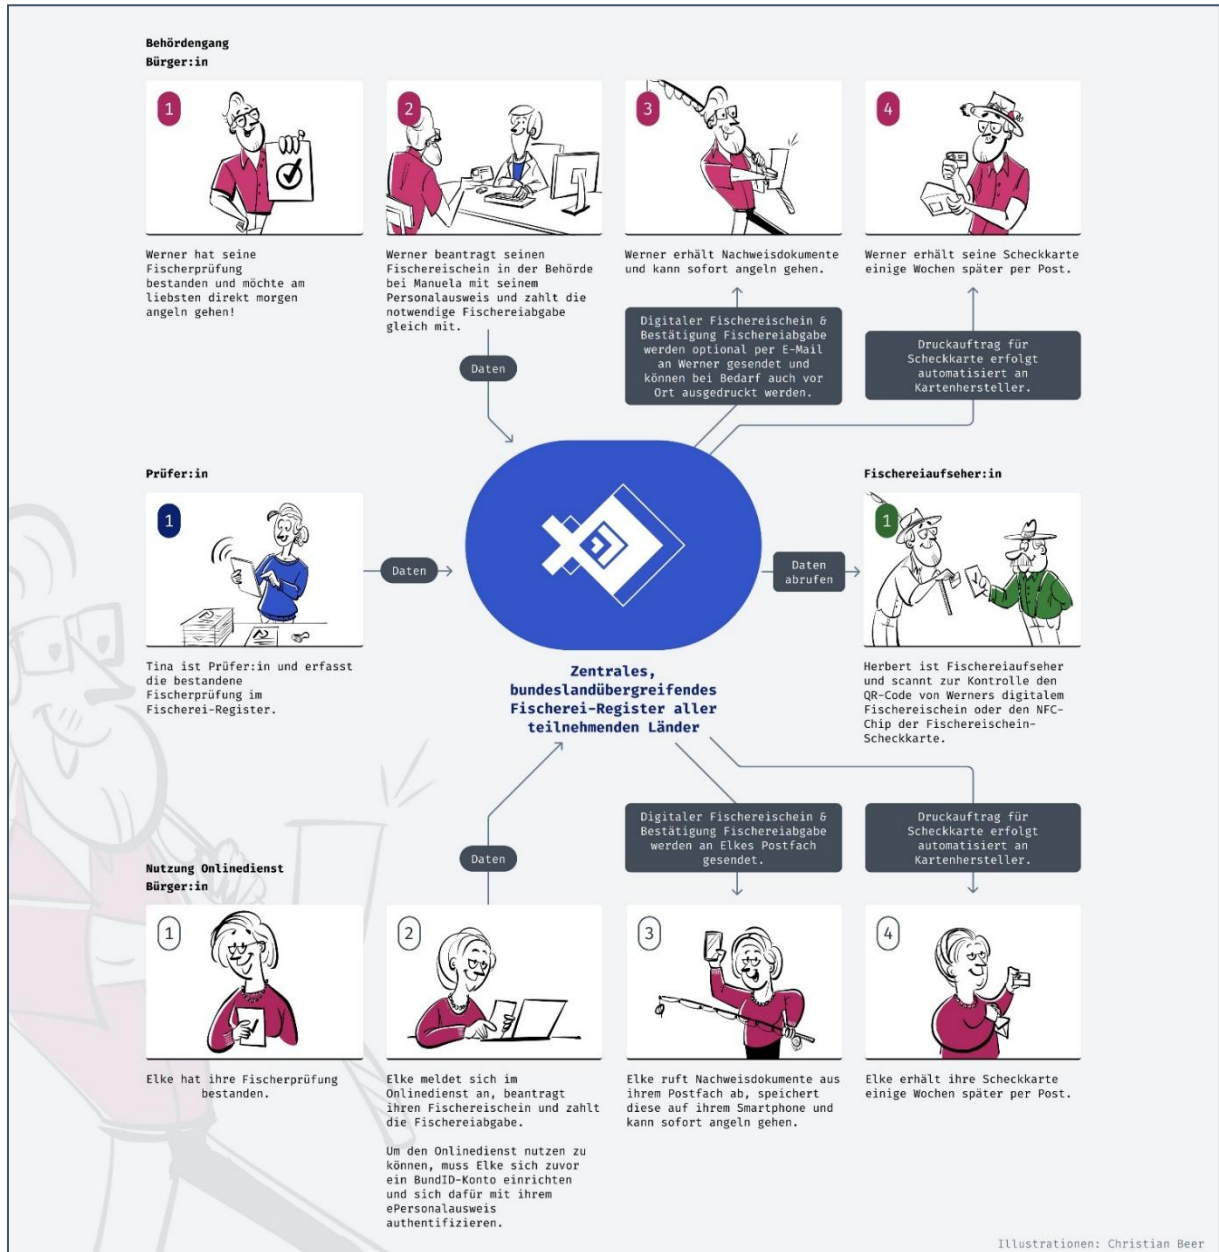 Behördengang
Bürger:in
1
2
3
4
Werner hat seine
Fischerprüfung
bestanden und möchte am
liebsten direkt morgen
angeln gehen!
Werner beantragt seinen
Fischereischein in der Behörde
bei Manuela mit seinem
Personalausweis und zahlt die
notwendige Fischereiabgabe
gleich mit.
Werner erhält Nachweisdokumente
und kann sofort angeln gehen.
Werner erhält seine Scheckkarte
einige Wochen später per Post.
Daten
Digitaler Fischereischein &
Bestätigung Fischereiabgabe
werden optional per E-Mail
an Werner gesendet und
können bei Bedarf auch vor
Ort ausgedruckt werden.
Druckauftrag für
Scheckkarte erfolgt
automatisiert an
Kartenhersteller.
Prüfer:in
1
Tina ist Prüfer:in und erfasst
die bestandene
Fischerprüfung im
Fischerei-Register.
Daten
Zentrales,
bundeslandübergreifendes
Fischerei-Register aller
teilnehmenden Länder
Daten
abrufen
Fischereiaufseher:in
1
Herbert ist Fischereiaufseher
und scannt zur Kontrolle den
QR-Code von Werners digitalem
Fischereischein oder den NFC-
Chip der Fischereischein-
Scheckkarte.
Daten
Digitaler Fischereischein &
Bestätigung Fischereiabgabe
werden an Elkes Postfach
gesendet.
Druckauftrag für
Scheckkarte erfolgt
automatisiert an
Kartenhersteller.
Nutzung Onlinedienst
Bürger:in
1
2
3
4
Elke hat ihre Fischerprüfung
bestanden.
Elke meldet sich im
Onlinedienst an, beantragt
ihren Fischereischein und zahlt
die Fischereiabgabe.
Um den Onlinedienst nutzen zu
können, muss Elke sich zuvor
ein BundID-Konto einrichten
und sich dafür mit ihrem
ePersonalausweis
authentifizieren.
Elke ruft Nachweisdokumente aus
ihrem Postfach ab, speichert
diese auf ihrem Smartphone und
kann sofort angeln gehen.
Elke erhält ihre Scheckkarte
einige Wochen später per Post.
Illustrationen: Christian Beer